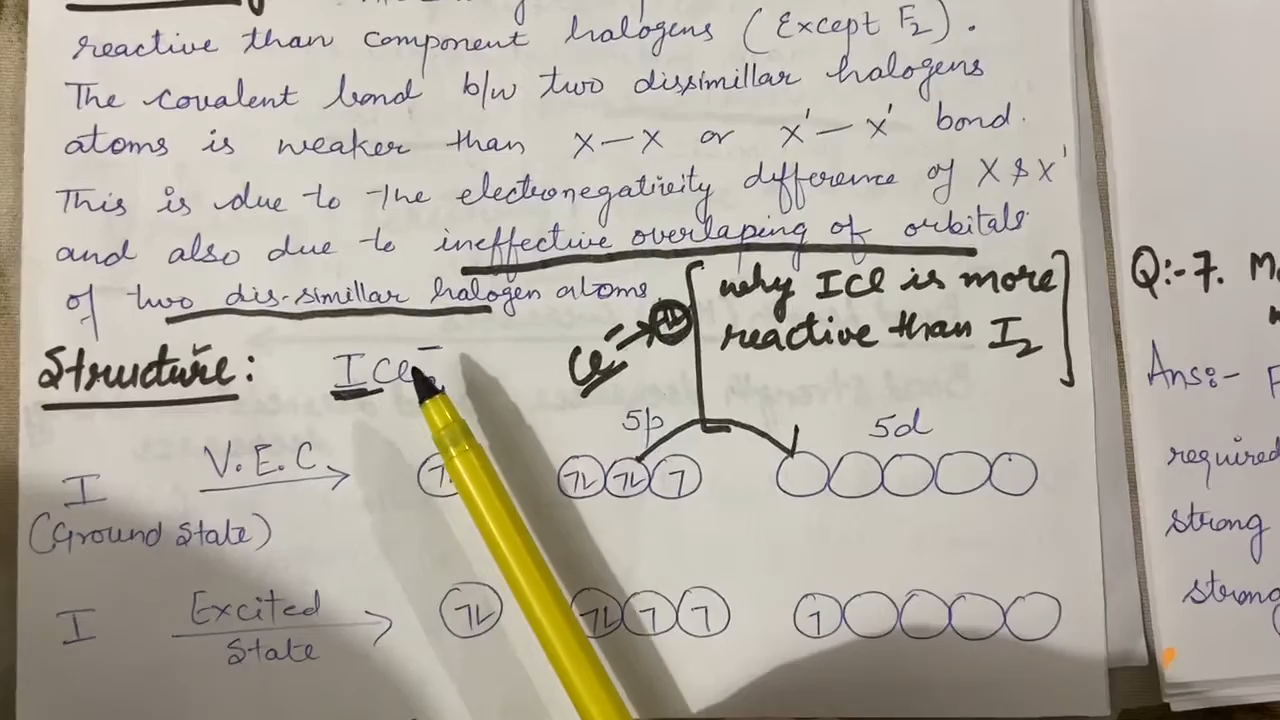 reactive than component halogens (Except F2).
The covalent bond b/w two dissimillar halogens
atoms is weaker than X—X or X'—X' bond.
This is due to the electronegativity difference of X & X'
and also due to ineffective overlaping of orbitals
of two dis-similar halogen atoms
[why ICl is more
reactive than I2]
Cl
Structure: ICl −
5p 5d
I V.E.C.
(Ground State)
I Excited
State
Q:-7. M
Ans:- F
required
strong
strong